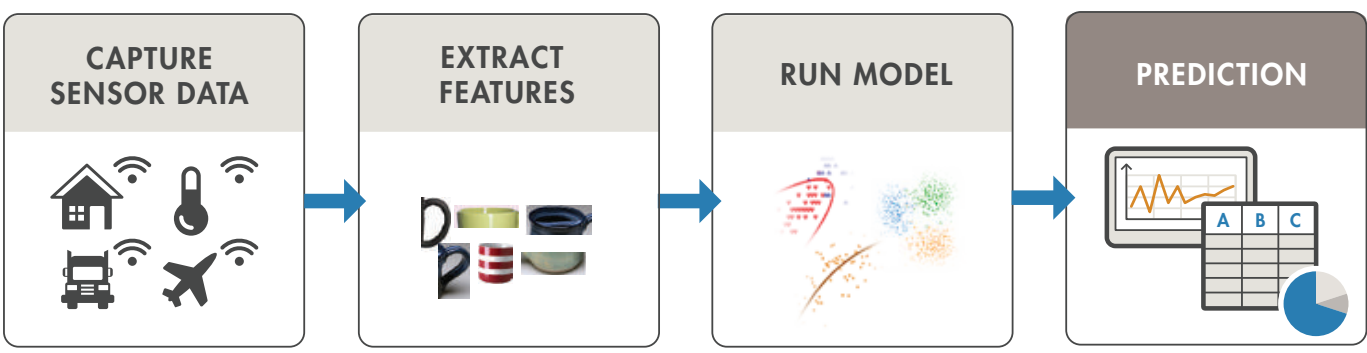 CAPTURE
SENSOR DATA
EXTRACT
FEATURES
RUN MODEL
PREDICTION
A B C